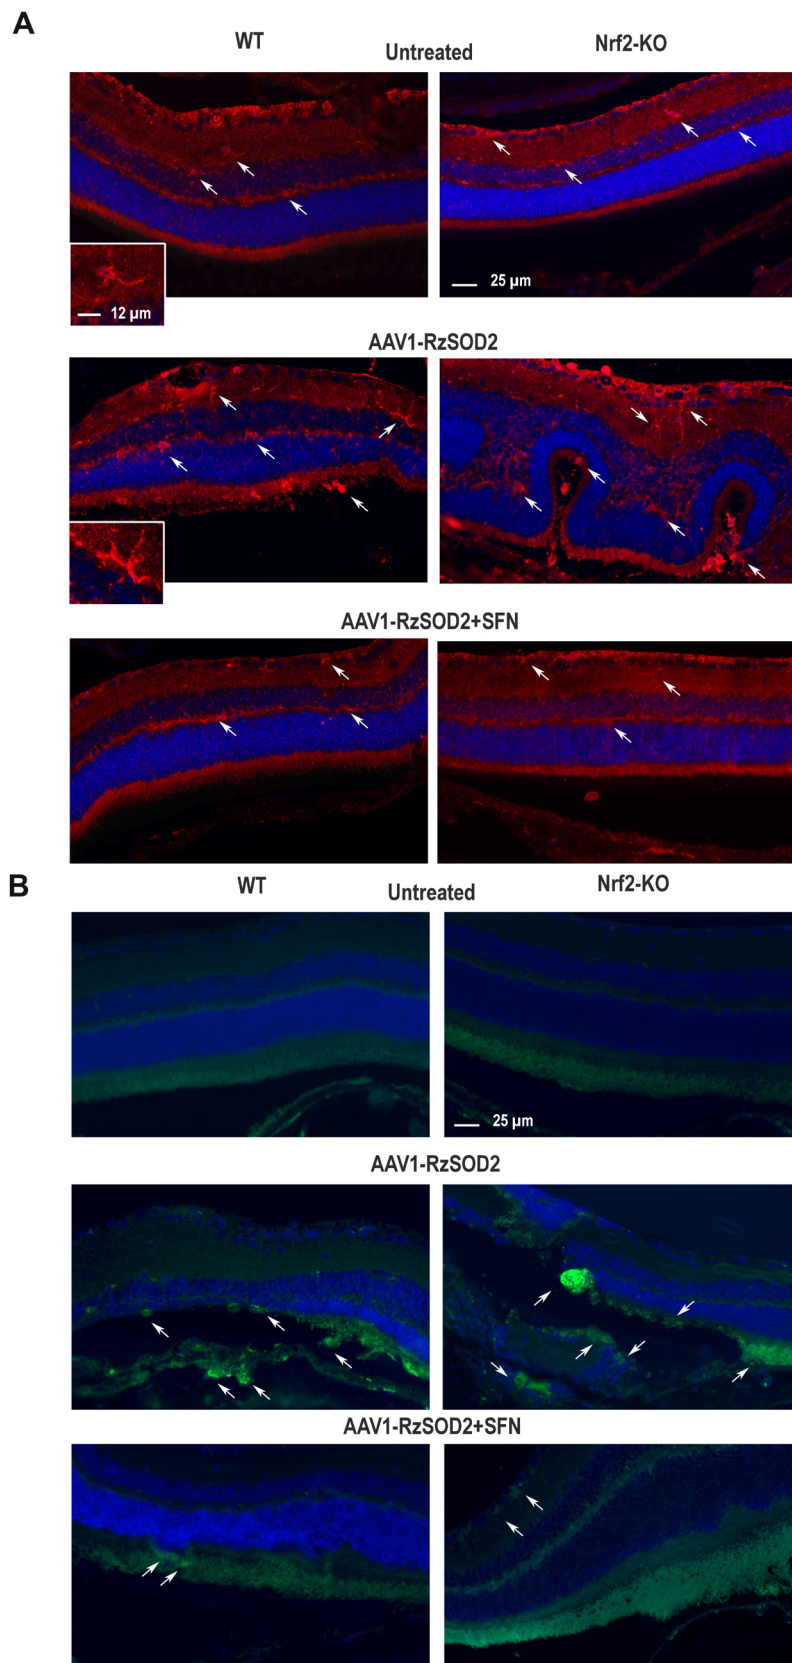 A
WT
Untreated
Nrf2-KO
12 µm
25 µm
AAV1-RzSOD2
AAV1-RzSOD2+SFN
B
WT
Untreated
Nrf2-KO
25 µm
AAV1-RzSOD2
AAV1-RzSOD2+SFN